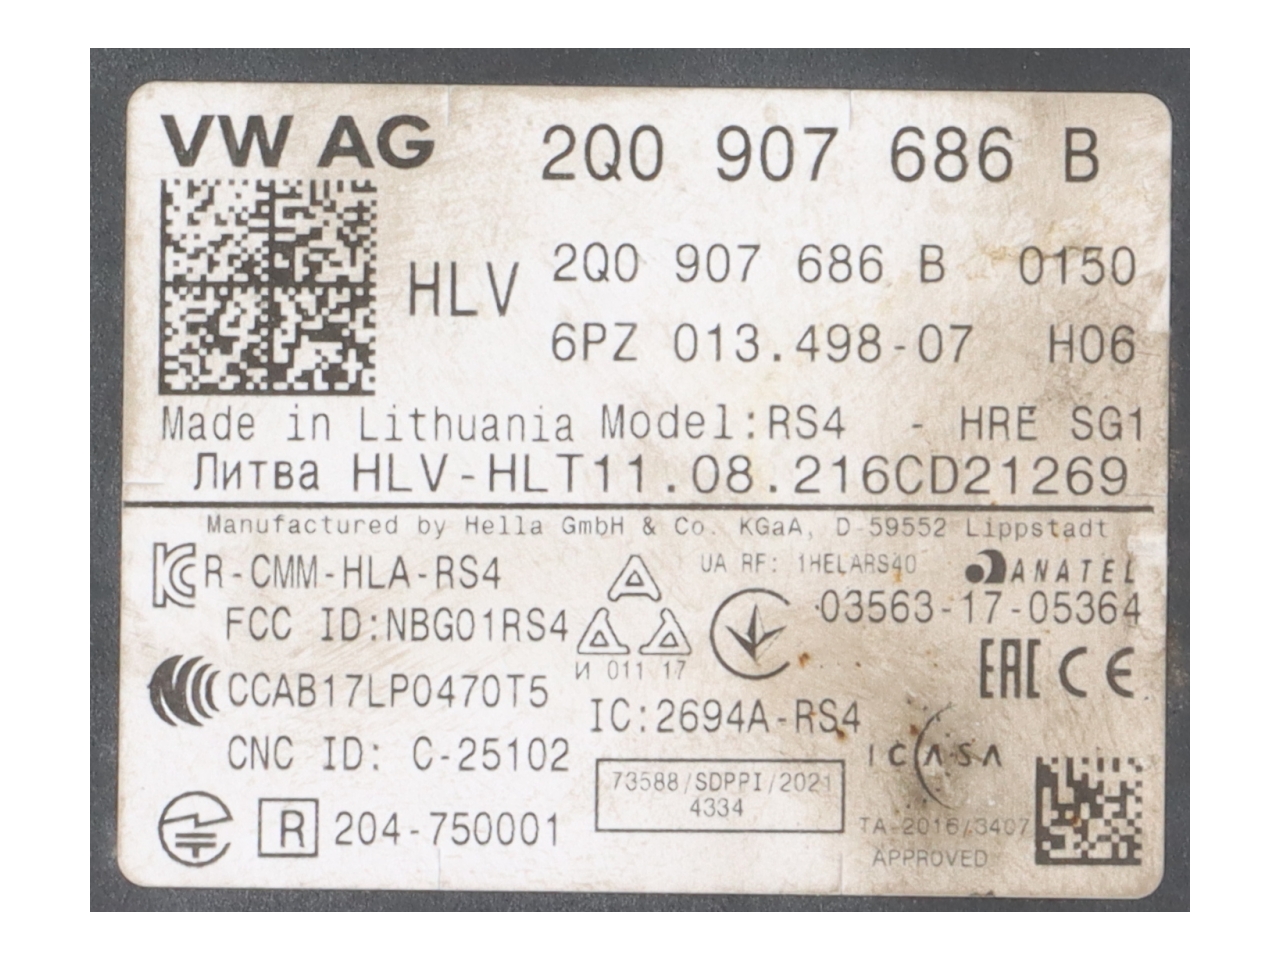 VW AG 2Q0 907 686 B
HLV 2Q0 907 686 B 0150
6PZ 013.498-07 H06
Made in Lithuania Model:RS4 - HRE SG1
Литва HLV-HLT11.08.216CD21269
Manufactured by Hella GmbH & Co. KGaA, D-59552 Lippstadt
R-CMM-HLA-RS4
UA RF: 1HELARS40
ANATEL
03563-17-05364
FCC ID:NBG01RS4
И 011 17
EAC CE
CCAB17LP0470T5
IC:2694A-RS4
CNC ID: C-25102
ICASA
73588/SDPPI/2021
4334
R 204-750001
TA-2016/3407
APPROVED